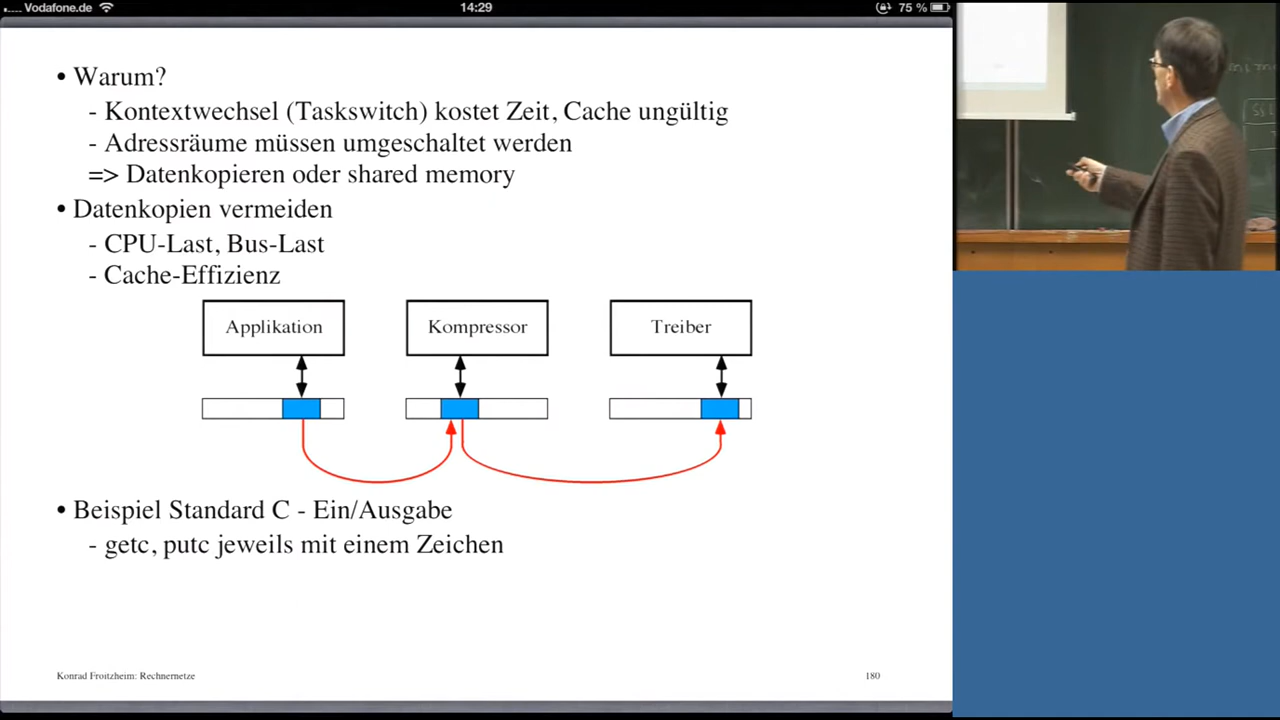 Vodafone.de
14:29
75 %
• Warum?
- Kontextwechsel (Taskswitch) kostet Zeit, Cache ungültig
- Adressräume müssen umgeschaltet werden
=> Datenkopieren oder shared memory
• Datenkopien vermeiden
- CPU-Last, Bus-Last
- Cache-Effizienz
Applikation
Kompressor
Treiber
• Beispiel Standard C - Ein/Ausgabe
- getc, putc jeweils mit einem Zeichen
Konrad Froitzheim: Rechnernetze
180